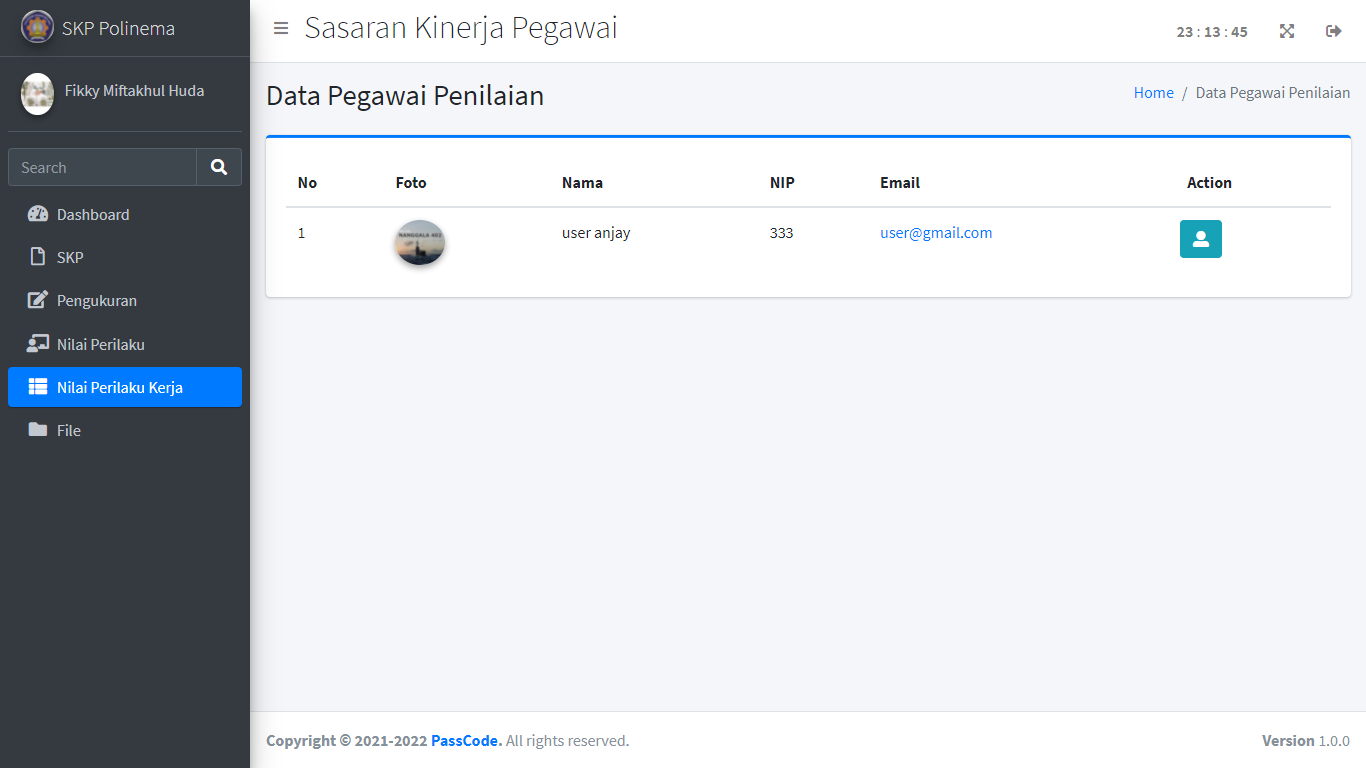 SKP Polinema
Sasaran Kinerja Pegawai
23 : 13 : 45
Fikky Miftakhul Huda
Search
Dashboard
SKP
Pengukuran
Nilai Perilaku
Nilai Perilaku Kerja
File
Data Pegawai Penilaian
Home / Data Pegawai Penilaian
No Foto Nama NIP Email Action
1 NANGGALA 402 user anjay 333 user@gmail.com
Copyright © 2021-2022 PassCode. All rights reserved.
Version 1.0.0